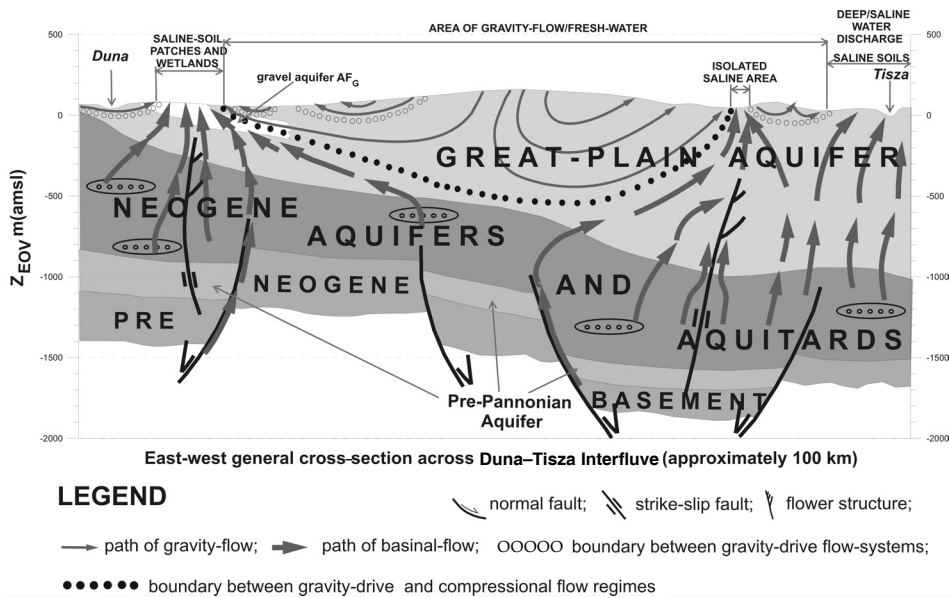 DEEP/SALINE
WATER
DISCHARGE
AREA OF GRAVITY-FLOW/FRESH-WATER
500
SALINE-SOIL
PATCHES AND
WETLANDS
500
Duna
ISOLATED
SALINE AREA
SALINE SOILS
Tisza
gravel aquifer AFG
0
0
GREAT-PLAIN AQUIFER
-500
-500
NEOGENE
AQUIFERS
-1000
NEOGENE
AND
-1000
PRE
AQUITARDS
-1500
-1500
Pre-Pannonian
Aquifer
BASEMENT
-2000
-2000
ZEOV m(amsl)
East-west general cross-section across Duna–Tisza Interfluve (approximately 100 km)
LEGEND
normal fault; strike-slip fault; flower structure;
path of gravity-flow; path of basinal-flow; OOOOO boundary between gravity-drive flow-systems;
boundary between gravity-drive and compressional flow regimes